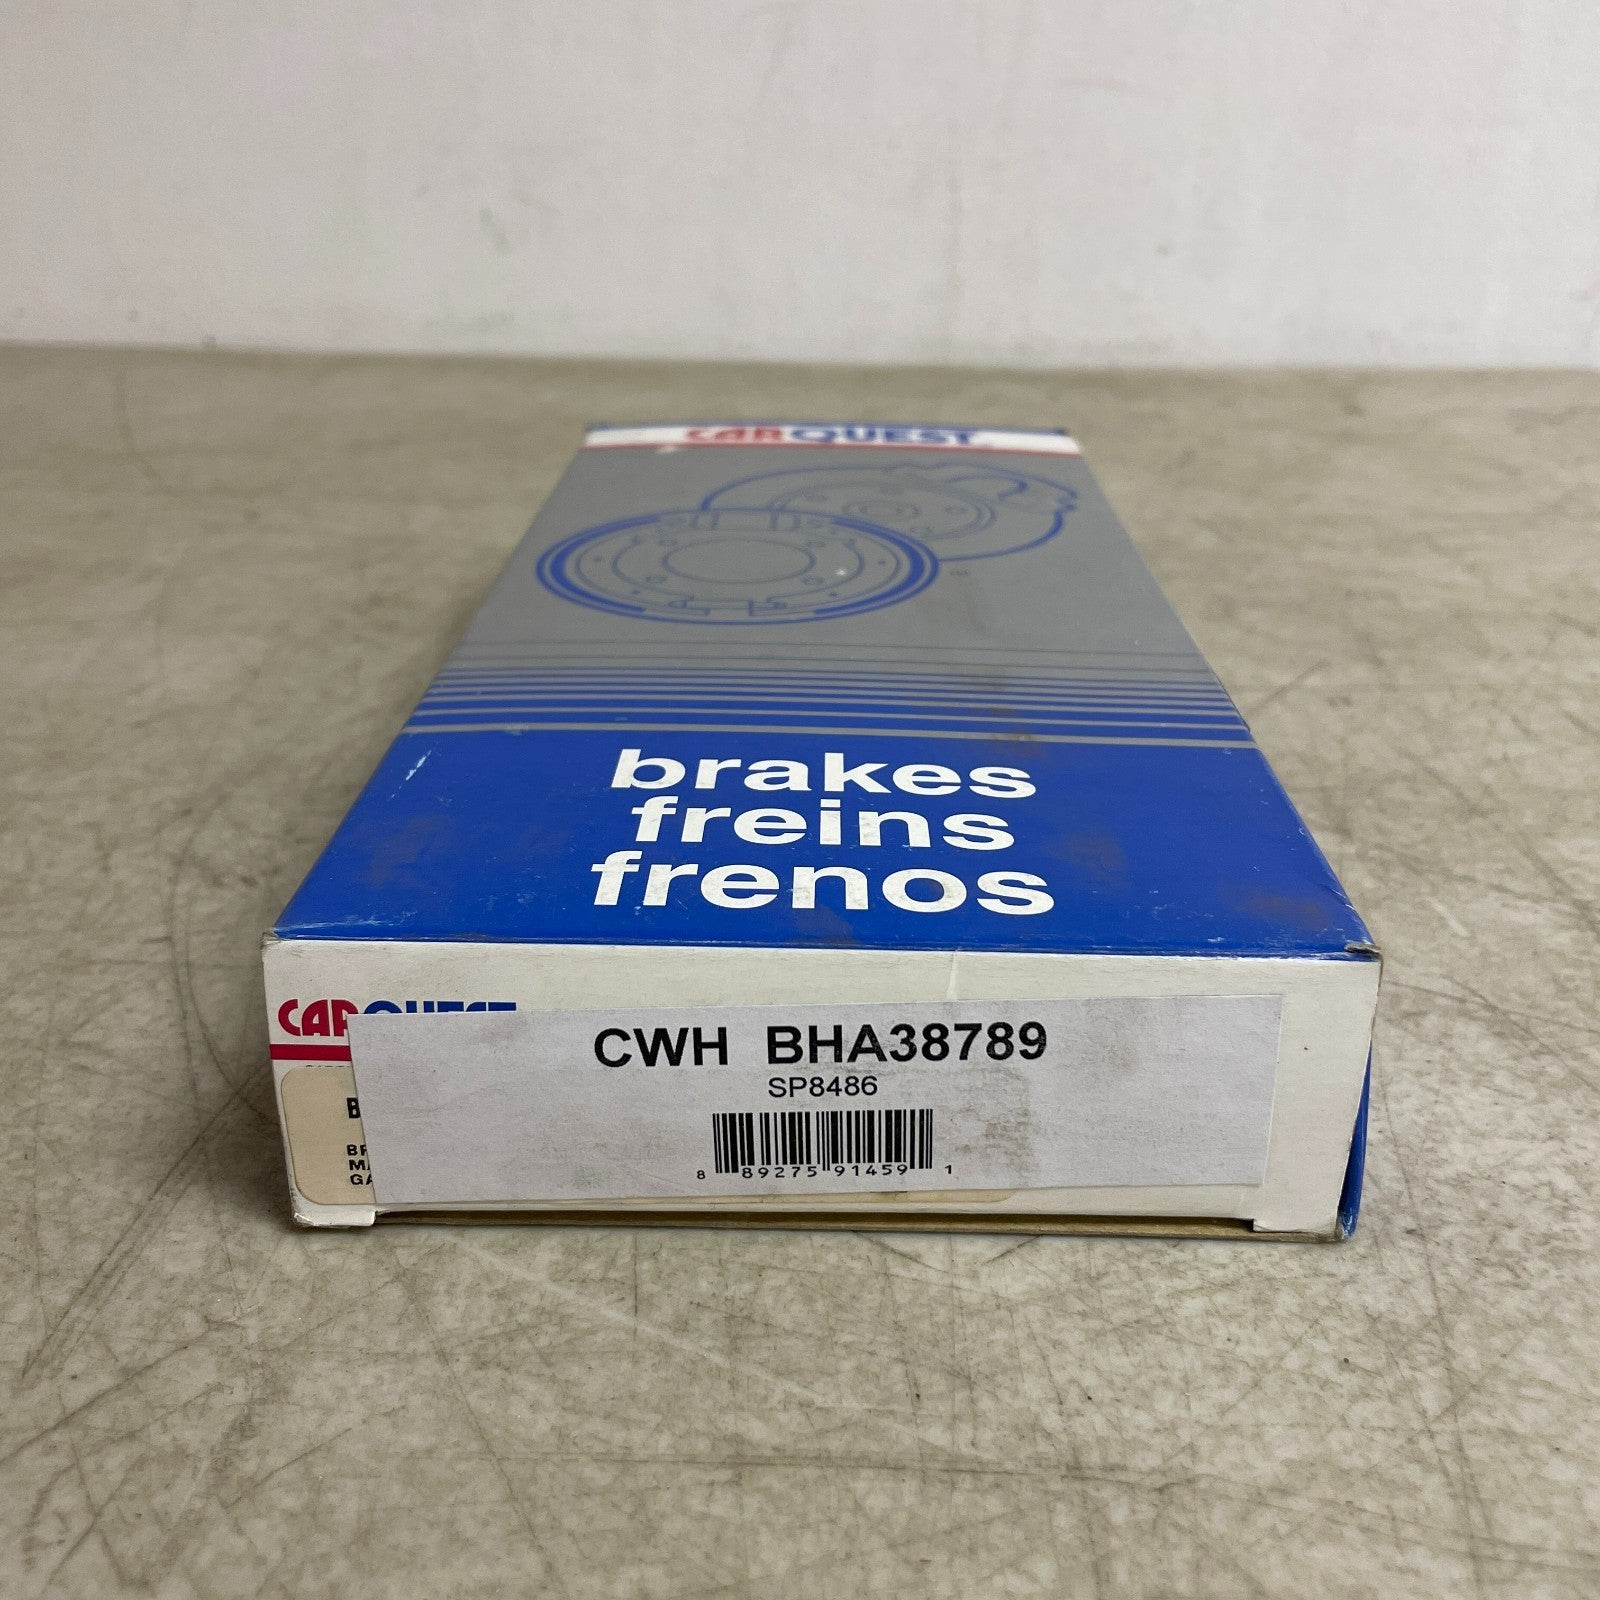 CARQUEST
brakes
freins
frenos
CARQUEST
CWH BHA38789
SP8486
8 89275 91459 1